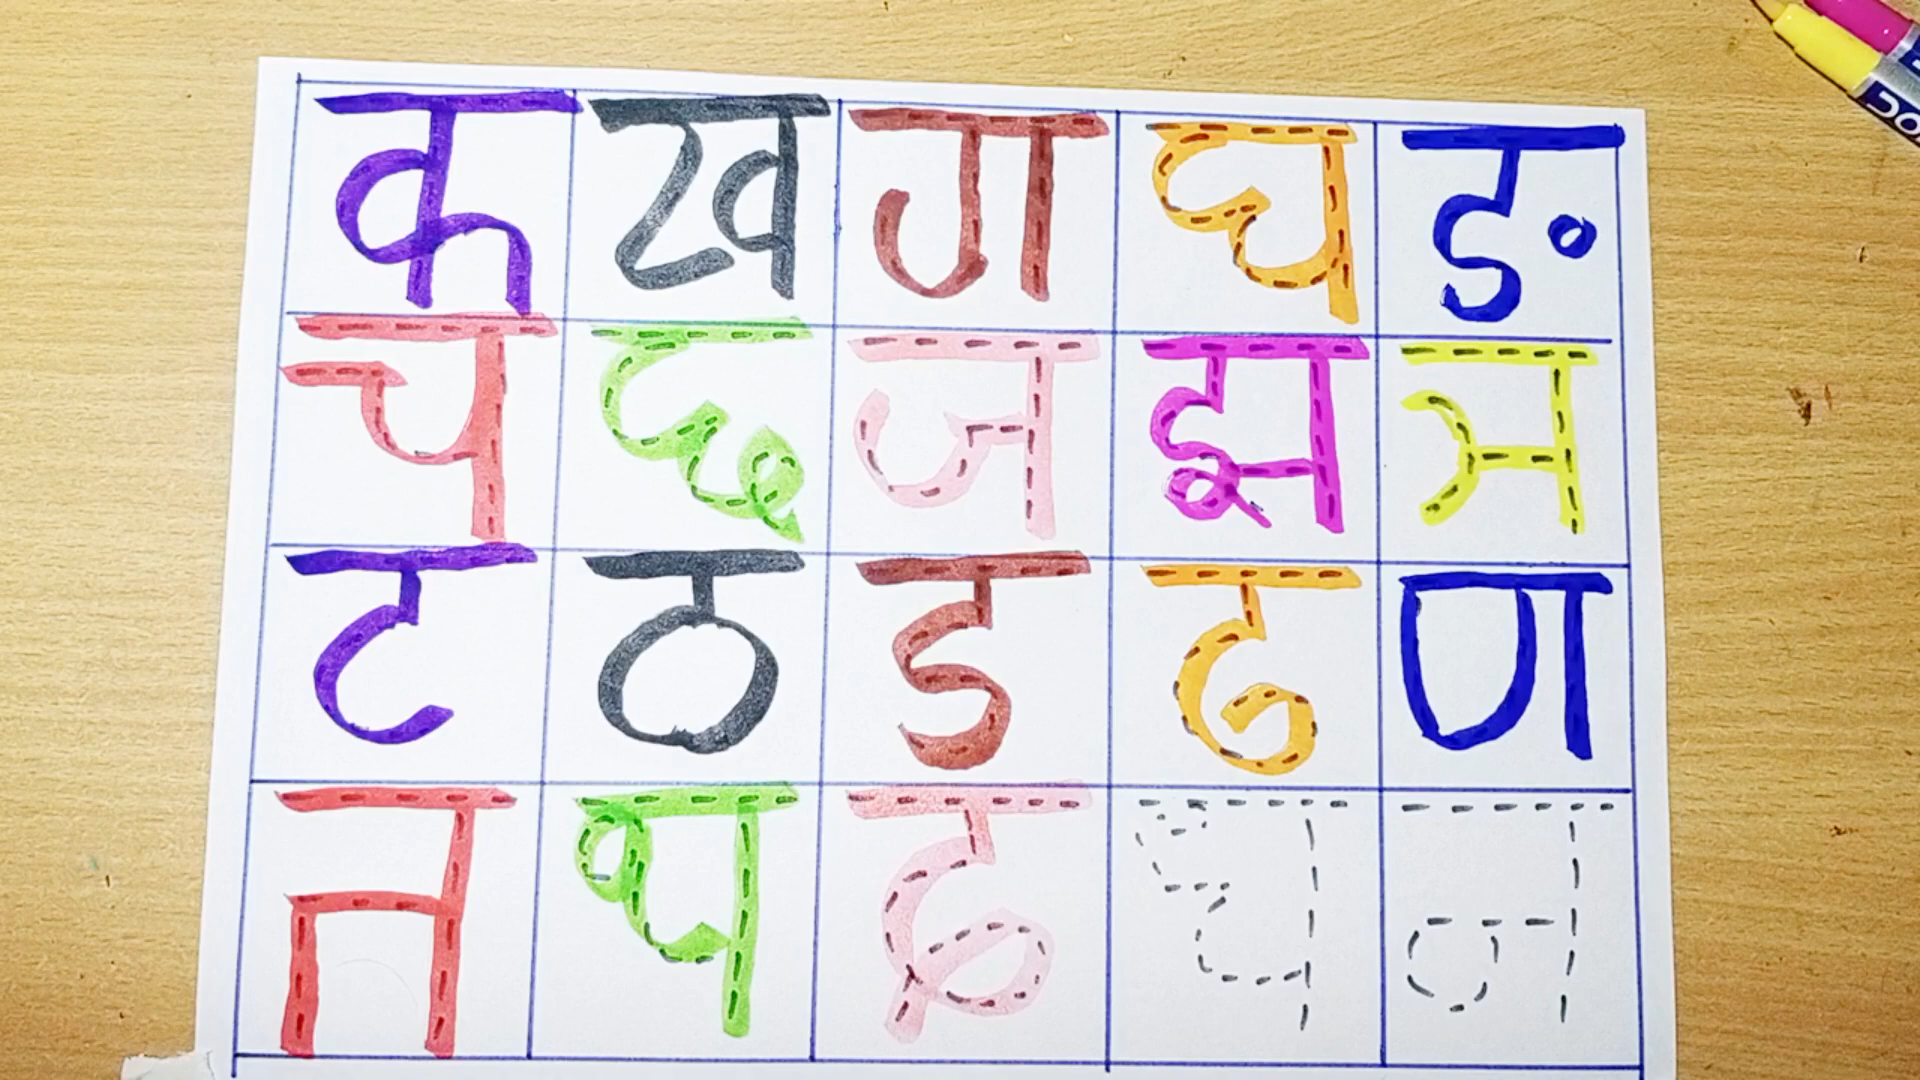 क ख ग घ ङ
च छ ज झ ञ
ट ठ ड ढ ण
त थ द ध न